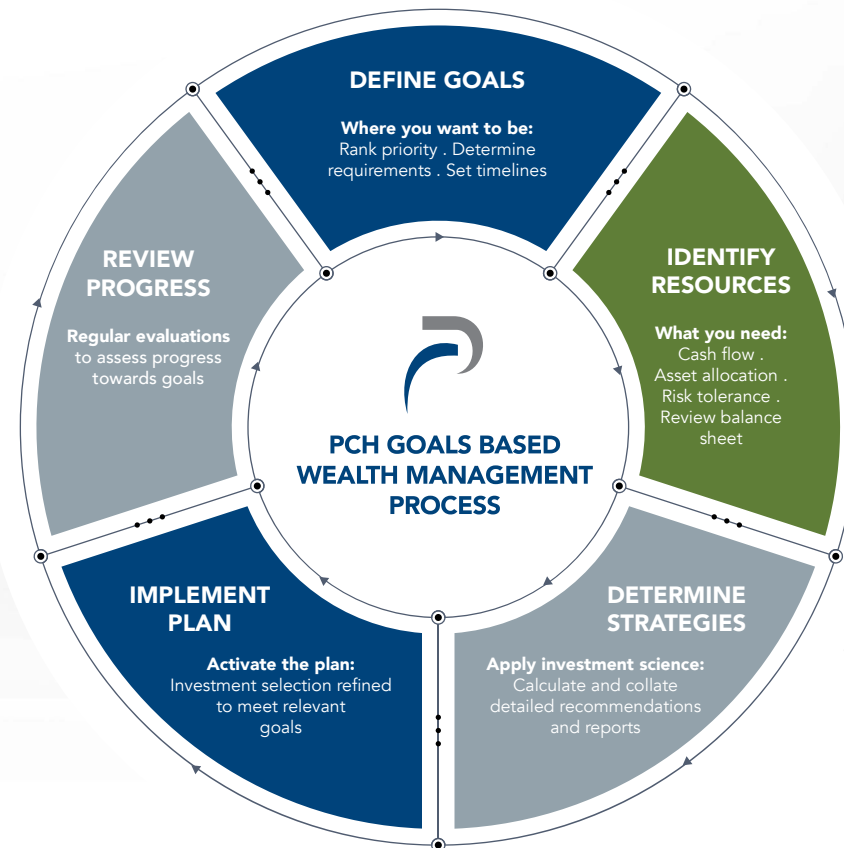 DEFINE GOALS
Where you want to be:
Rank priority . Determine
requirements . Set timelines
IDENTIFY
RESOURCES
What you need:
Cash flow .
Asset allocation .
Risk tolerance .
Review balance
sheet
DETERMINE
STRATEGIES
Apply investment science:
Calculate and collate
detailed recommendations
and reports
IMPLEMENT
PLAN
Activate the plan:
Investment selection refined
to meet relevant
goals
REVIEW
PROGRESS
Regular evaluations
to assess progress
towards goals
PCH GOALS BASED
WEALTH MANAGEMENT
PROCESS